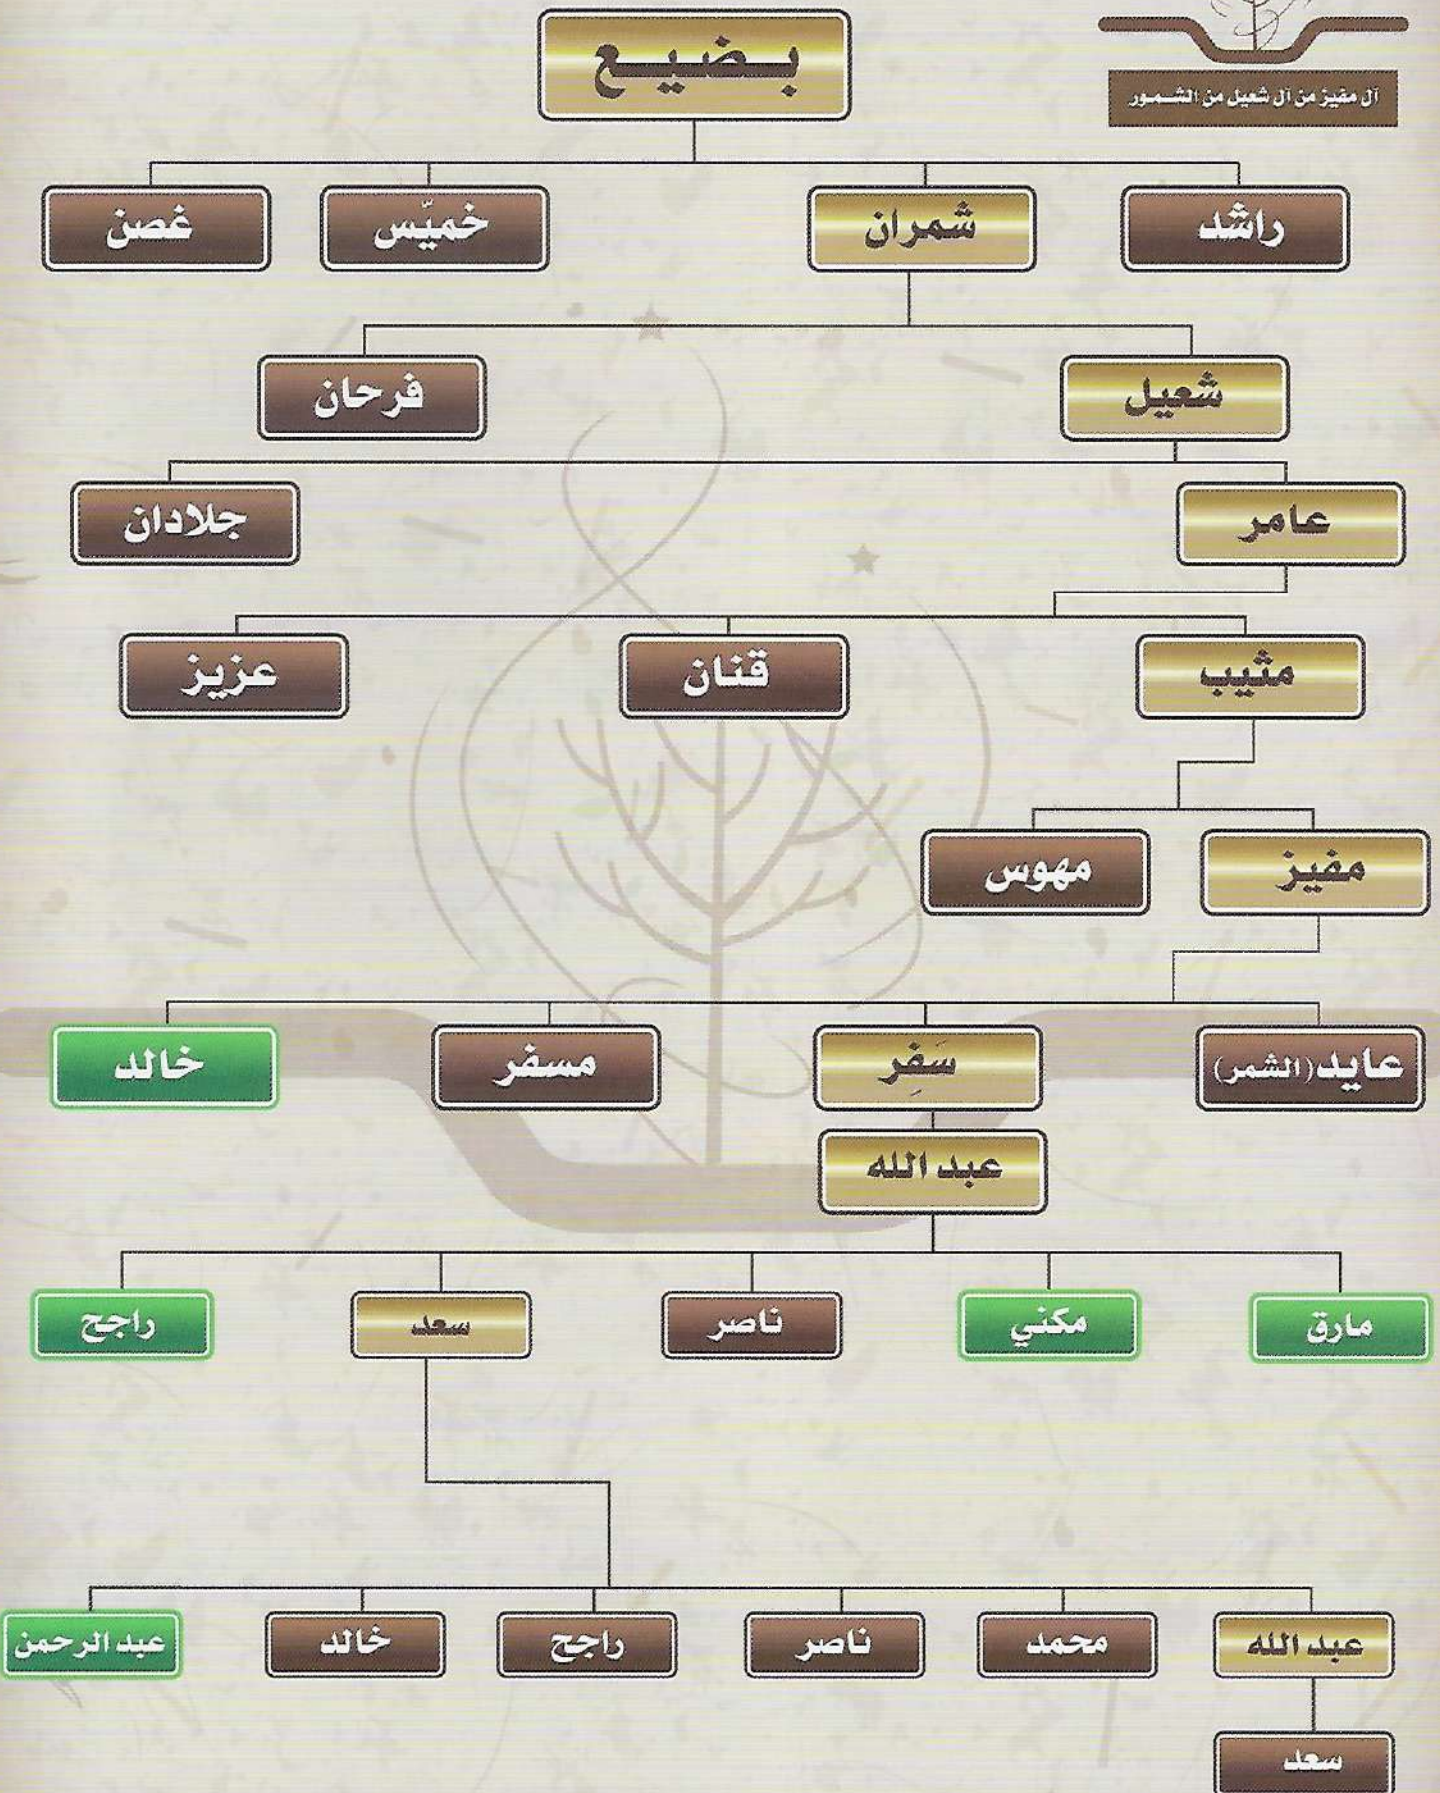 بـضيـع
آل مفيز من آل شعيل من الشـمـور
راشد
شمران
خميّس
غصن
شعيل
فرحان
عامر
جلادان
مثيب
قنان
عزيز
مفيز
مهوس
عايد (الشمر)
سَفِر
مسفر
خالد
عبد الله
مارق
مكني
ناصر
سعد
راجح
عبد الله
محمد
ناصر
راجح
خالد
عبد الرحمن
سعد